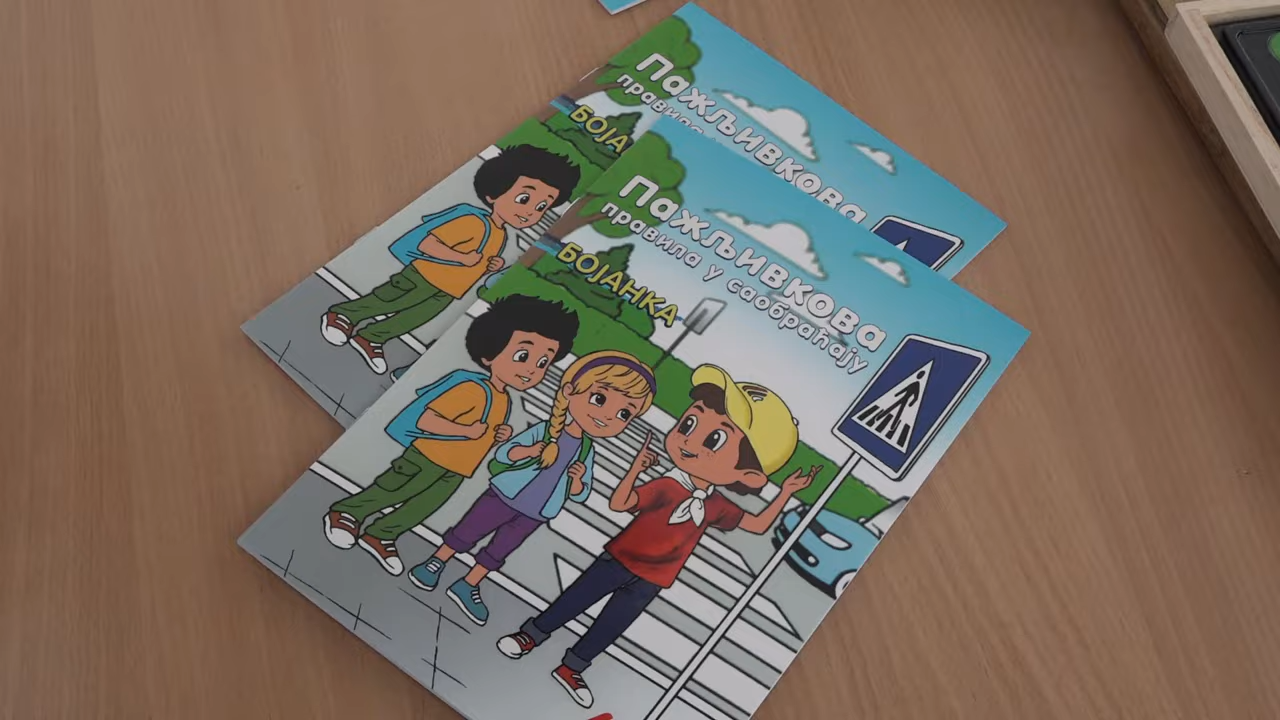 Пажљивкова
правила
БОЈА
Пажљивкова
правила у саобраћају
БОЈАНКА